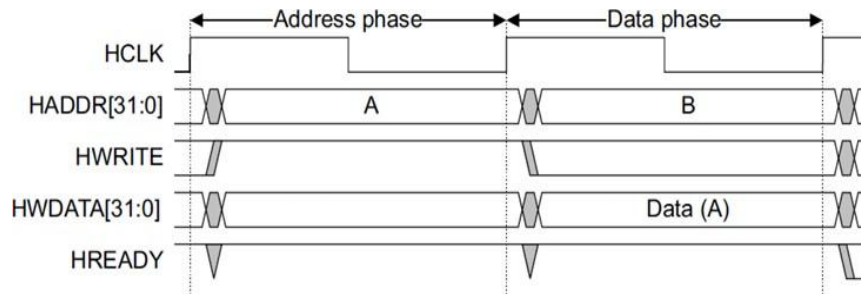 Address phase Data phase
HCLK
HADDR[31:0] A B
HWRITE
HWDATA[31:0] Data (A)
HREADY